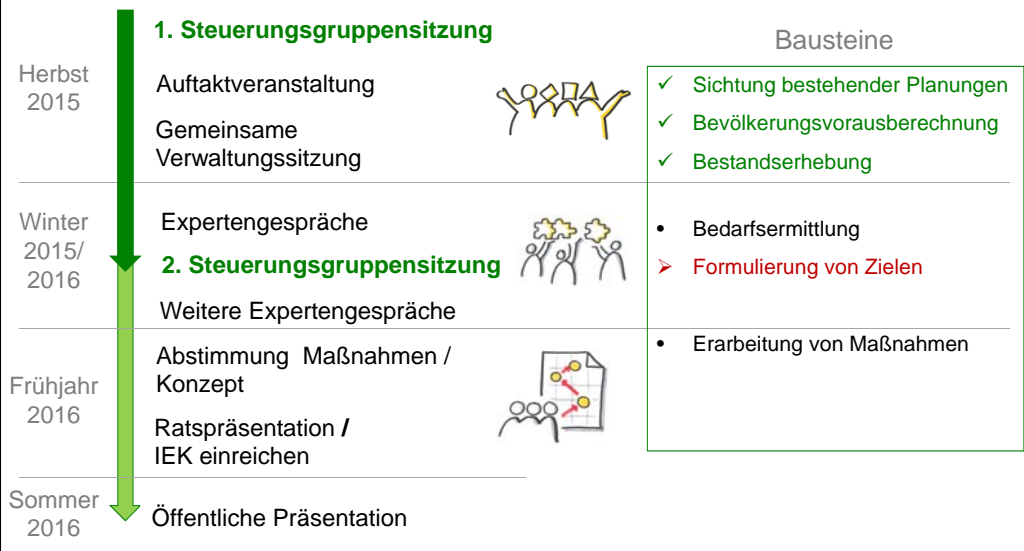 1. Steuerungsgruppensitzung
Bausteine
Herbst
2015
Auftaktveranstaltung
Gemeinsame
Verwaltungssitzung
✓ Sichtung bestehender Planungen
✓ Bevölkerungsvorausberechnung
✓ Bestandserhebung
Winter
2015/
2016
Expertengespräche
2. Steuerungsgruppensitzung
Weitere Expertengespräche
• Bedarfsermittlung
➢ Formulierung von Zielen
Frühjahr
2016
Abstimmung Maßnahmen /
Konzept
Ratspräsentation /
IEK einreichen
• Erarbeitung von Maßnahmen
Sommer
2016
Öffentliche Präsentation